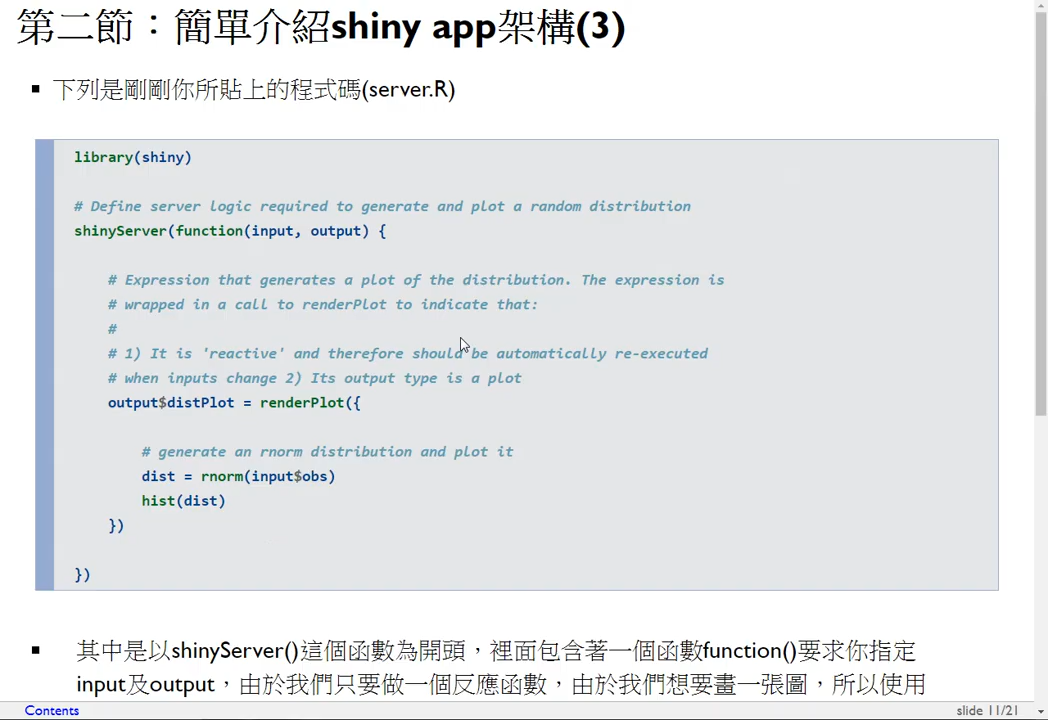 第二節：簡單介紹shiny app架構(3)
下列是剛剛你所貼上的程式碼(server.R)
library(shiny)
# Define server logic required to generate and plot a random distribution
shinyServer(function(input, output) {
# Expression that generates a plot of the distribution. The expression is
# wrapped in a call to renderPlot to indicate that:
#
# 1) It is 'reactive' and therefore should be automatically re-executed
# when inputs change 2) Its output type is a plot
output$distPlot = renderPlot({
# generate an rnorm distribution and plot it
dist = rnorm(input$obs)
hist(dist)
})
})
其中是以shinyServer()這個函數為開頭，裡面包含著一個函數function()要求你指定
input及output，由於我們只要做一個反應函數，由於我們想要畫一張圖，所以使用
Contents
slide 11/21